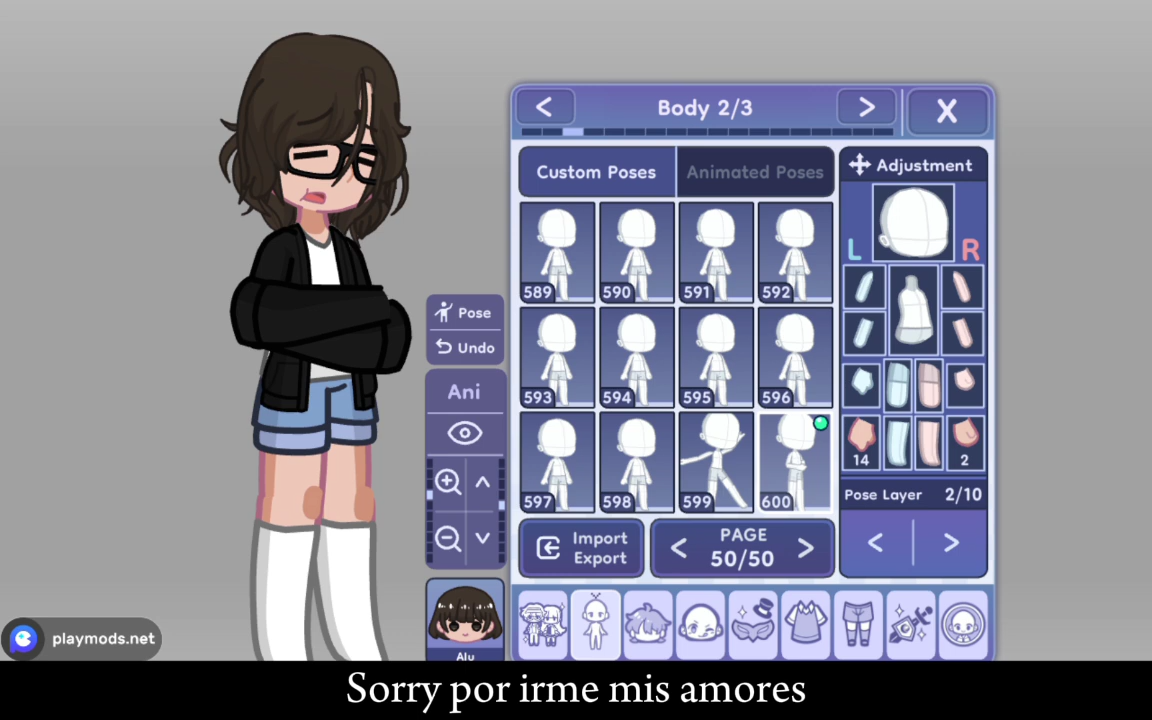 Body 2/3
X
Custom Poses
Animated Poses
Adjustment
L
R
589
590
591
592
593
594
595
596
597
598
599
600
14
2
Pose Layer 2/10
Import
Export
PAGE
50/50
Pose
Undo
Ani
Alu
playmods.net
Sorry por irme mis amores